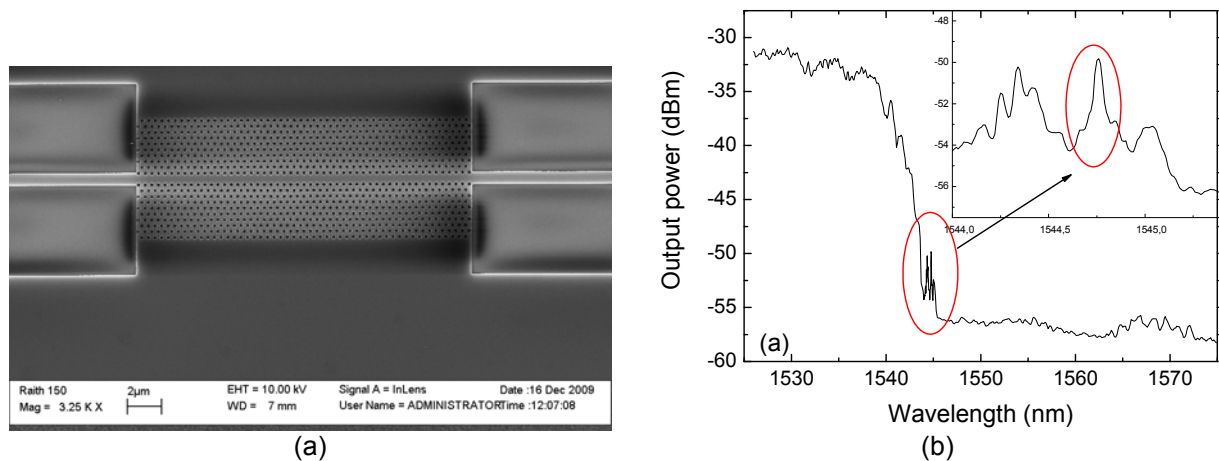 Raith 150
2µm
EHT = 10.00 kV
Signal A = InLens
Date :16 Dec 2009
Mag = 3.25 K X
WD = 7 mm
User Name = ADMINISTRATOR
Time :12:07:08
(a)
Output power (dBm)
-30
-35
-40
-45
-50
-55
-60
1530
1540
1550
1560
1570
Wavelength (nm)
(a)
-48
-50
-52
-54
-56
1544,0
1544,5
1545,0
(b)